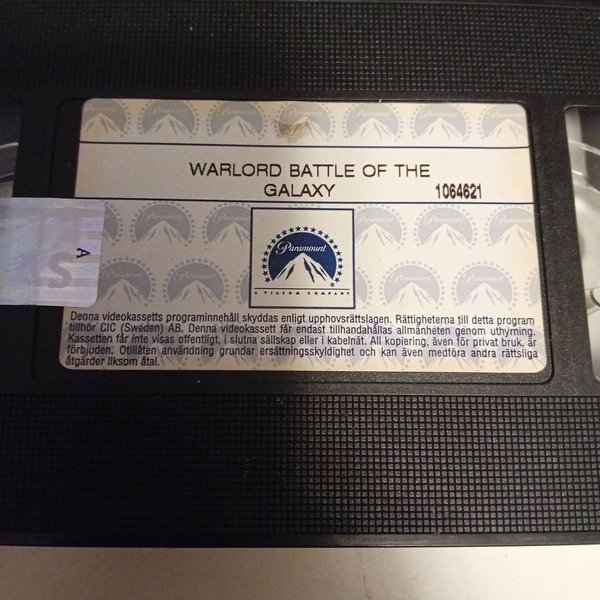 WARLORD BATTLE OF THE
GALAXY 1064621
Paramount
A VIACOM COMPANY
Denna videokassetts programinnehåll skyddas enligt upphovsrättslagen. Rättigheterna till detta program
tillhör CIC (Sweden) AB. Denna videokassett får endast tillhandahållas allmänheten genom uthyrning.
Kassetten får inte visas offentligt, i slutna sällskap eller i kabelnät. All kopiering, även för privat bruk, är
förbjuden. Otillåten användning grundar ersättningsskyldighet och kan även medföra andra rättsliga
åtgärder liksom åtal.
A